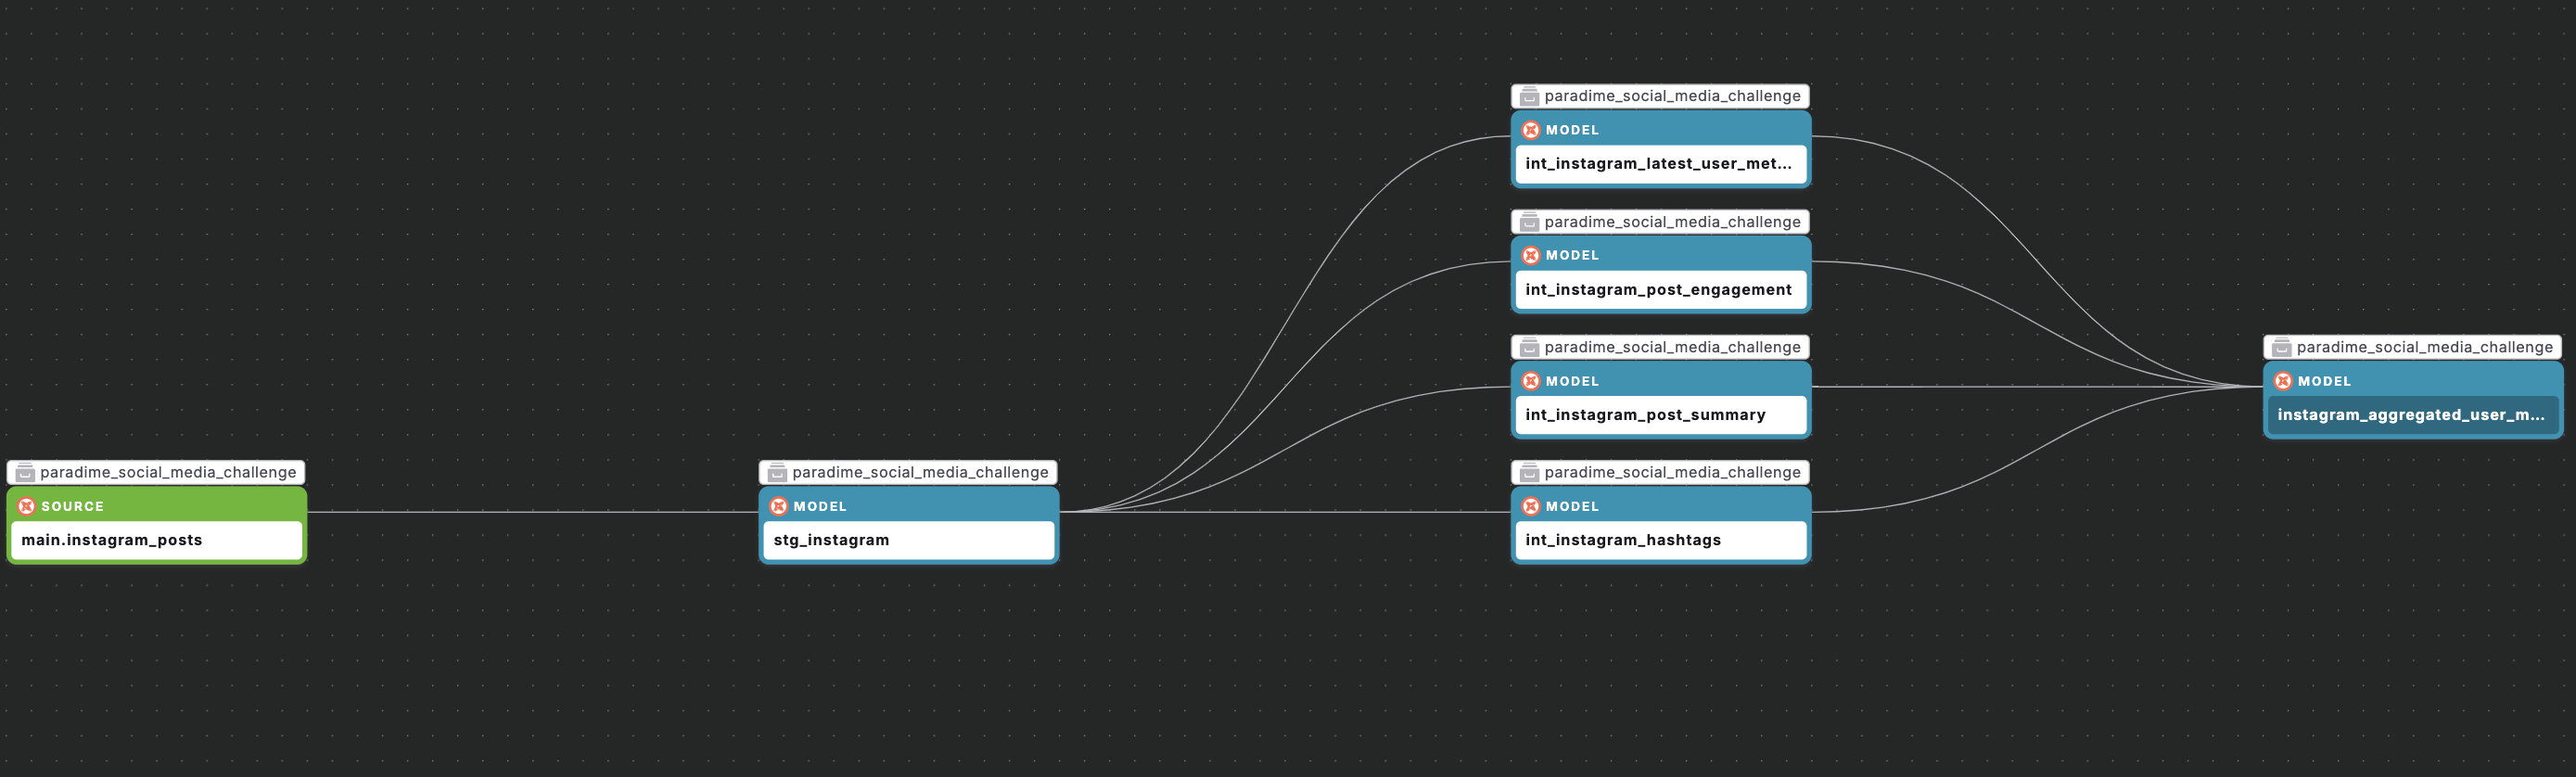 paradime_social_media_challenge
SOURCE
main.instagram_posts
paradime_social_media_challenge
MODEL
stg_instagram
paradime_social_media_challenge
MODEL
int_instagram_latest_user_met...
paradime_social_media_challenge
MODEL
int_instagram_post_engagement
paradime_social_media_challenge
MODEL
int_instagram_post_summary
paradime_social_media_challenge
MODEL
int_instagram_hashtags
paradime_social_media_challenge
MODEL
instagram_aggregated_user_m...